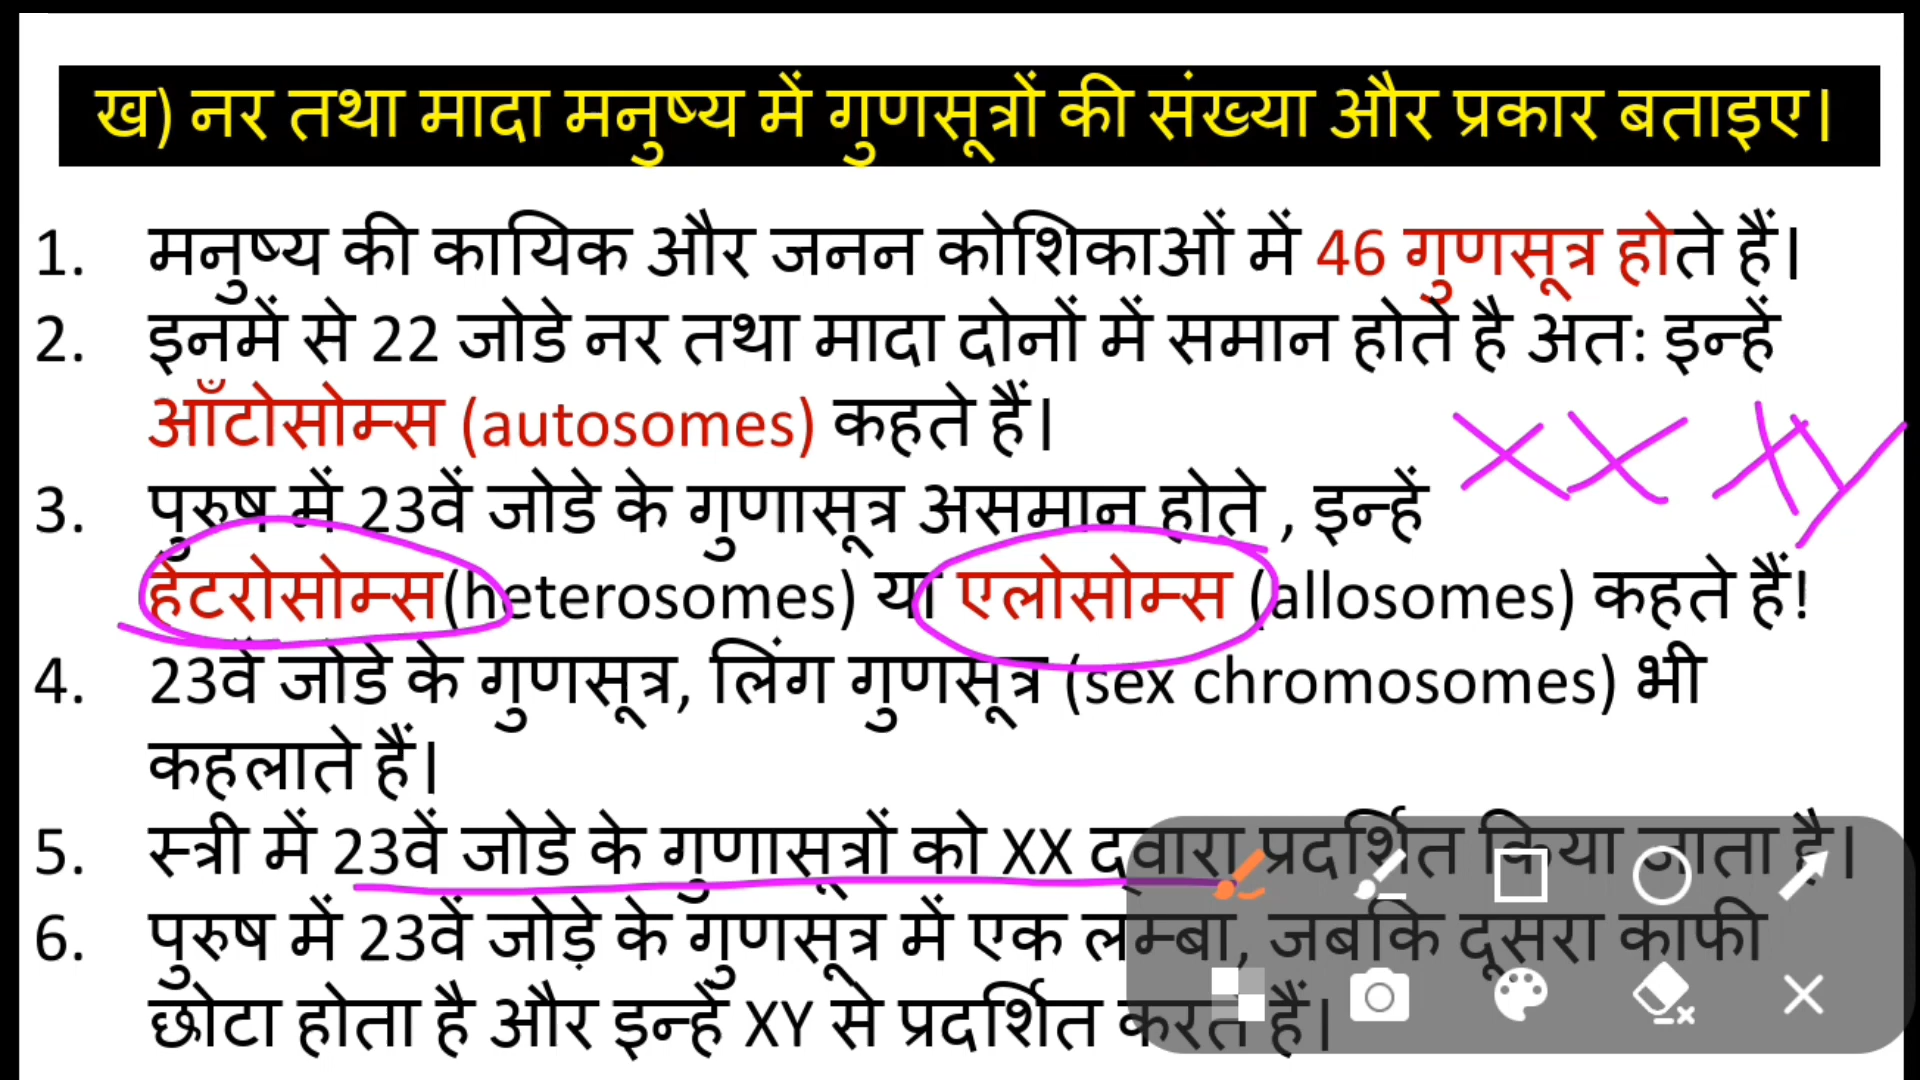 ख) नर तथा मादा मनुष्य में गुणसूत्रों की संख्या और प्रकार बताइए।
1. मनुष्य की कायिक और जनन कोशिकाओं में 46 गुणसूत्र होते हैं।
2. इनमें से 22 जोडे नर तथा मादा दोनों में समान होते है अत: इन्हें
आँटोसोम्स (autosomes) कहते हैं।
XX XY
3. पुरुष में 23वें जोडे के गुणासूत्र असमान होते , इन्हें
हेटरोसोम्स(heterosomes) या एलोसोम्स (allosomes) कहते हैं!
4. 23वें जोडे के गुणसूत्र, लिंग गुणसूत्र (sex chromosomes) भी
कहलाते हैं।
5. स्त्री में 23वें जोडे के गुणासूत्रों को XX द्वारा प्रदर्शित किया जाता है।
6. पुरुष में 23वें जोड़े के गुणसूत्र में एक लम्बा, जबकि दूसरा काफी
छोटा होता है और इन्हें XY से प्रदर्शित करते हैं।